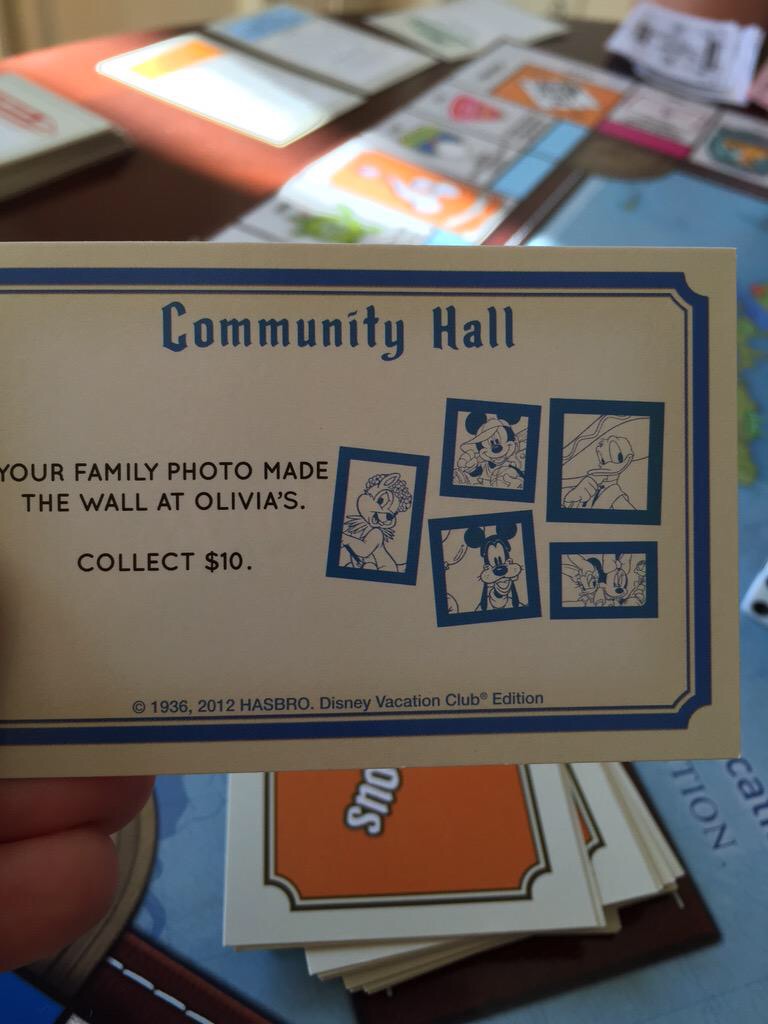 Community Hall
YOUR FAMILY PHOTO MADE
THE WALL AT OLIVIA'S.
COLLECT $10.
© 1936, 2012 HASBRO. Disney Vacation Club® Edition
TION.